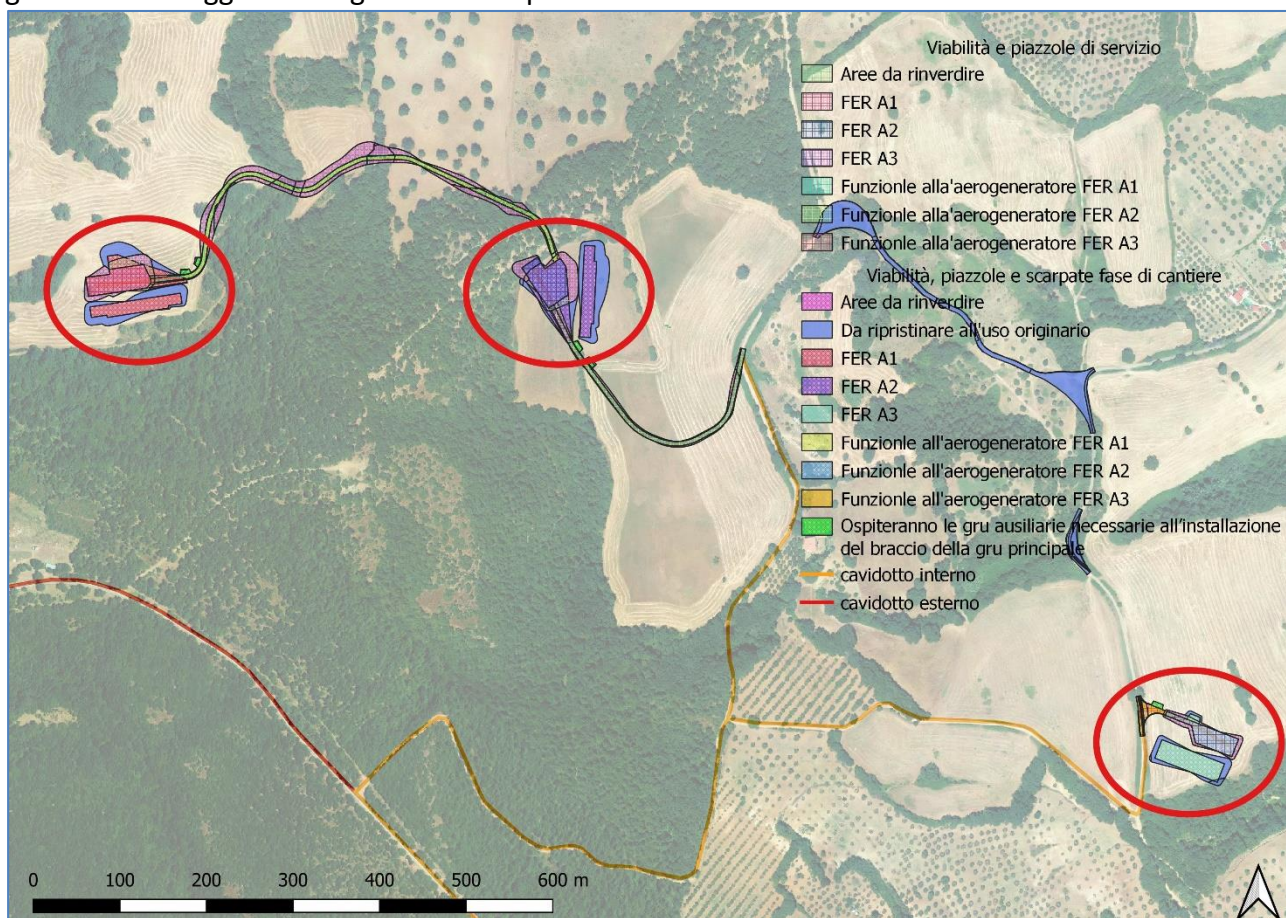 Viabilità e piazzole di servizio
Aree da rinverdire
FER A1
FER A2
FER A3
Funzionle alla'aerogeneratore FER A1
Funzionle alla'aerogeneratore FER A2
Funzionle alla'aerogeneratore FER A3
Viabilità, piazzole e scarpate fase di cantiere
Aree da rinverdire
Da ripristinare all'uso originario
FER A1
FER A2
FER A3
Funzionle all'aerogeneratore FER A1
Funzionle all'aerogeneratore FER A2
Funzionle all'aerogeneratore FER A3
Ospiteranno le gru ausiliarie necessarie all'installazione
del braccio della gru principale
cavidotto interno
cavidotto esterno
0 100 200 300 400 500 600 m